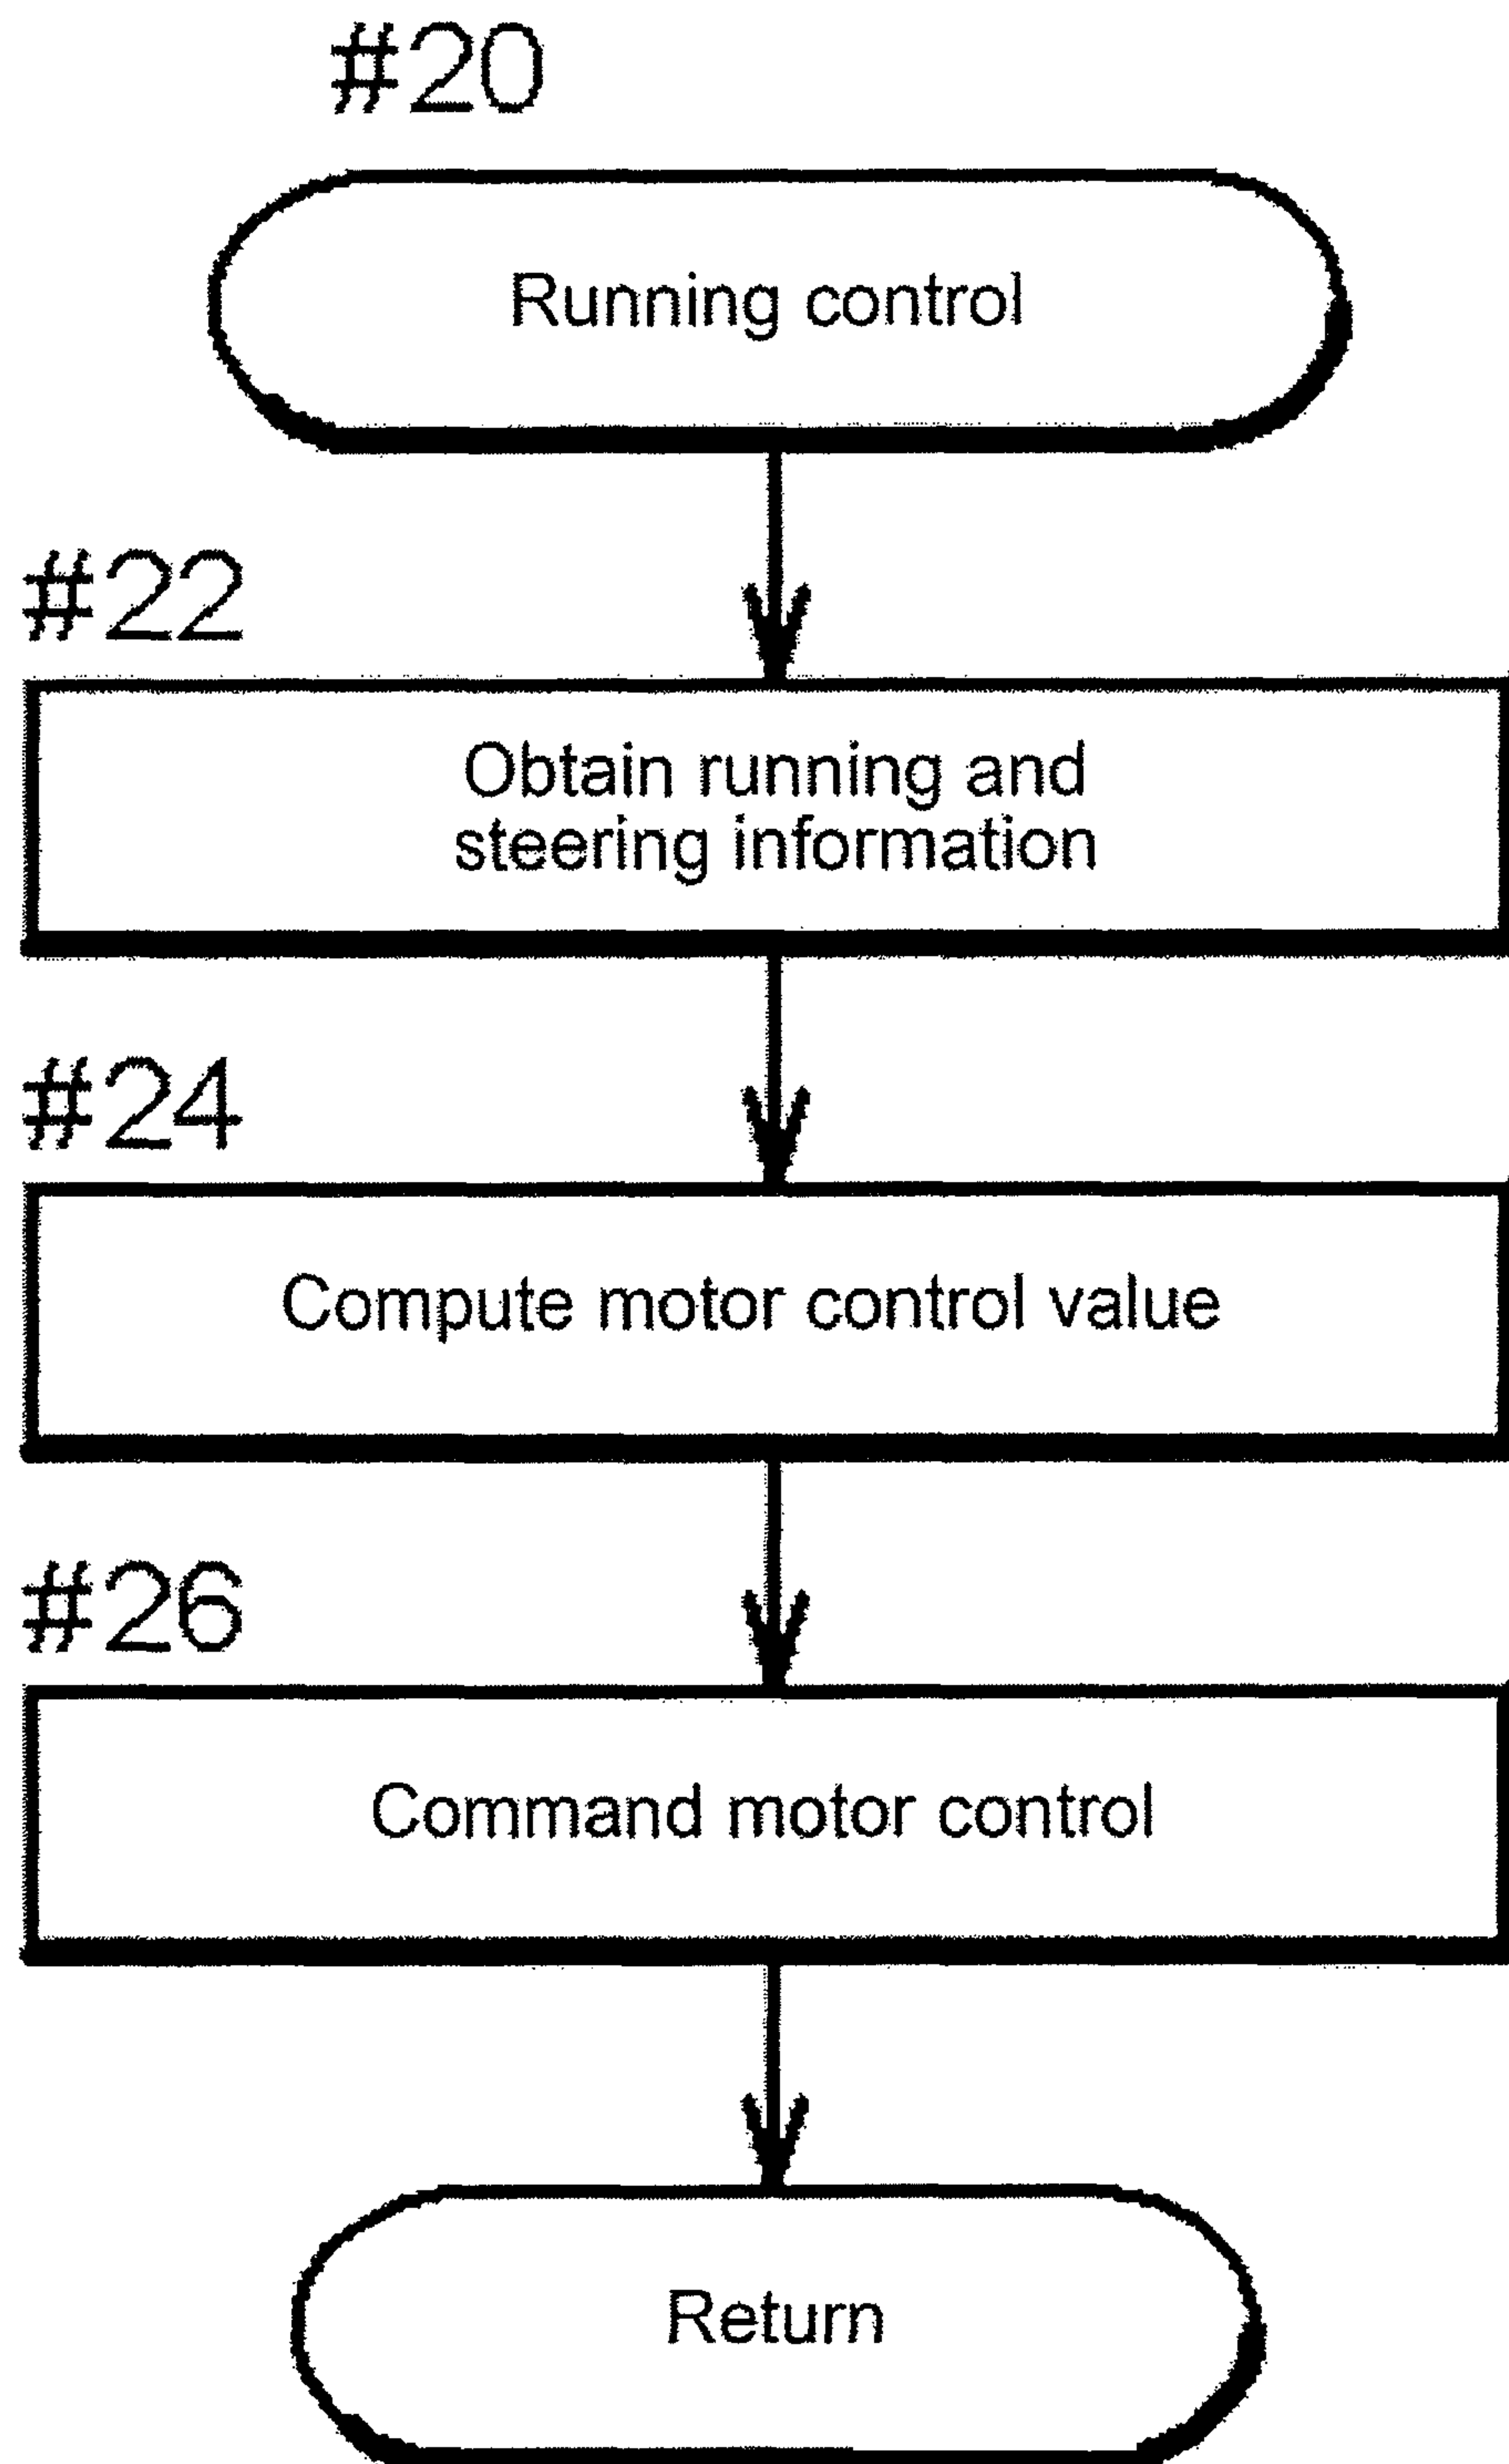 #20
Running control
#22
Obtain running and
steering information
#24
Compute motor control value
#26
Command motor control
Return